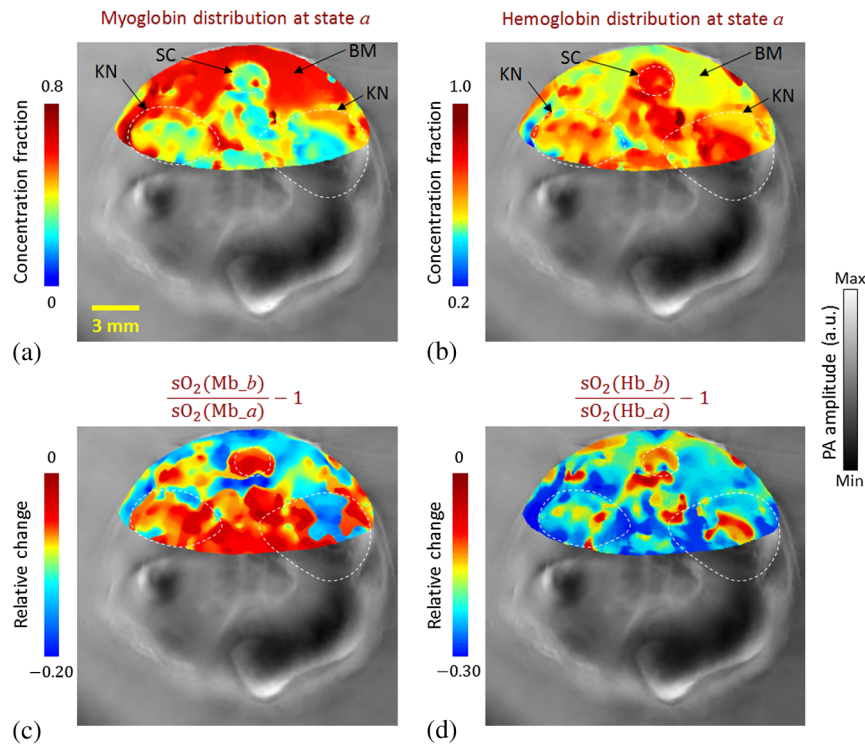 Myoglobin distribution at state a
Hemoglobin distribution at state a
SC
BM
KN
KN
0.8
Concentration fraction
0
3 mm
(a)
SC
BM
KN
KN
1.0
Concentration fraction
0.2
(b)
Max
PA amplitude (a.u.)
Min
sO₂(Mb_b)
sO₂(Mb_a)
− 1
sO₂(Hb_b)
sO₂(Hb_a)
− 1
0
Relative change
−0.20
(c)
0
Relative change
−0.30
(d)